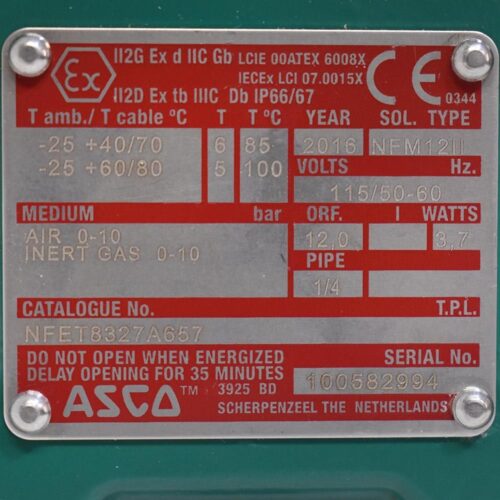 Ex II2G Ex d IIC Gb LCIE 00ATEX 6008X
IECEx LCI 07.0015X
II2D Ex tb IIIC Db IP66/67
CE 0344
T amb./ T cable °C T T °C YEAR SOL. TYPE
-25 +40/70 6 85 2016 NFM12II
-25 +60/80 5 100 VOLTS Hz.
115/50-60
MEDIUM bar ORF. I WATTS
AIR 0-10 12,0 3,7
INERT GAS 0-10 PIPE
1/4
CATALOGUE No. T.P.L.
NFET8327A657
DO NOT OPEN WHEN ENERGIZED SERIAL No.
DELAY OPENING FOR 35 MINUTES 100582994
ASCO™ 3925 BD SCHERPENZEEL THE NETHERLANDS